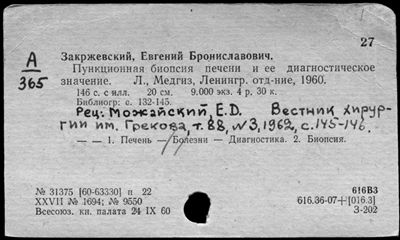 27
А
365
Закржевский, Евгений Брониславович.
Пункционная биопсия печени и ее диагностическое
значение. Л., Медгиз, Ленингр. отд-ние, 1960.
146 с. с илл. 20 см. 9.000 экз. 4 р. 30 к.
Библиогр: с. 132-145.
Рец: Можайский, Е.D. Вестник хирур-
гии им. Грекова, т. 88, №3, 1962, с. 145-146.
— — 1. Печень — Болезни — Диагностика. 2. Биопсия.
№ 31375 [60-63330] п 22
XXVII № 1694; № 9550
Всесоюз. кн. палата 24 IX 60
616В3
616.36-07+[016.3]
З-202